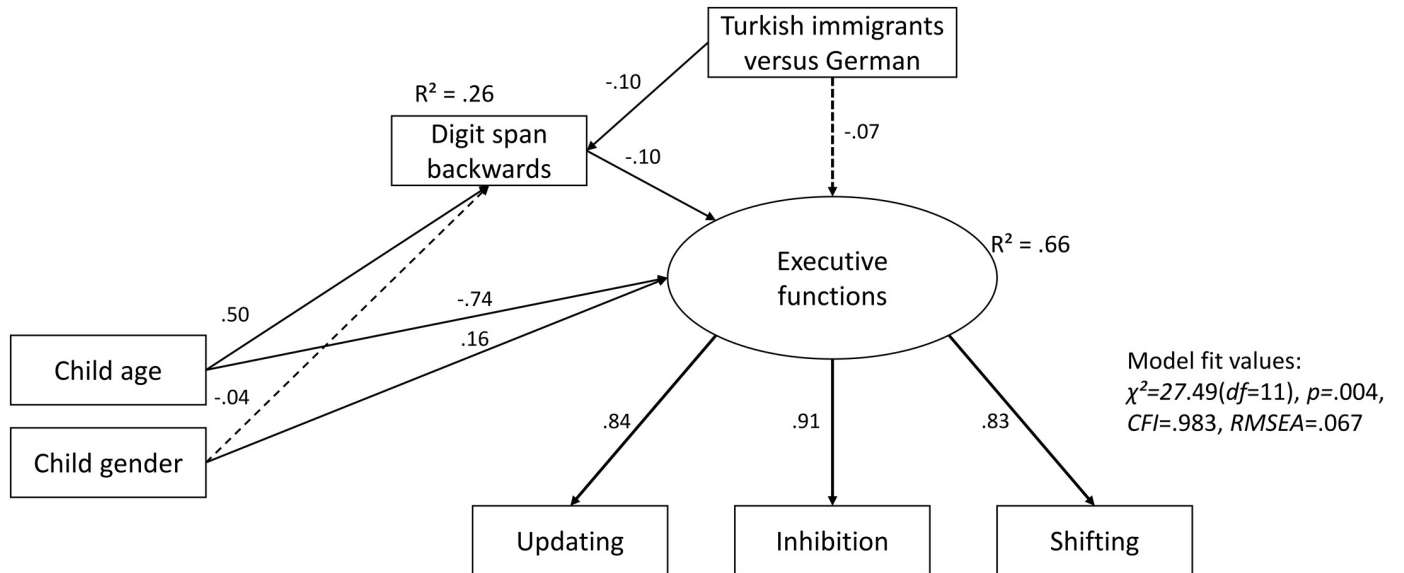 Turkish immigrants
versus German
-.10
R² = .26
Digit span
backwards
-.07
-.10
R² = .66
Executive
functions
-.74
.50
.16
Child age
Model fit values:
χ²=27.49(df=11), p=.004,
CFI=.983, RMSEA=.067
-.04
.84
.91
.83
Child gender
Updating
Inhibition
Shifting